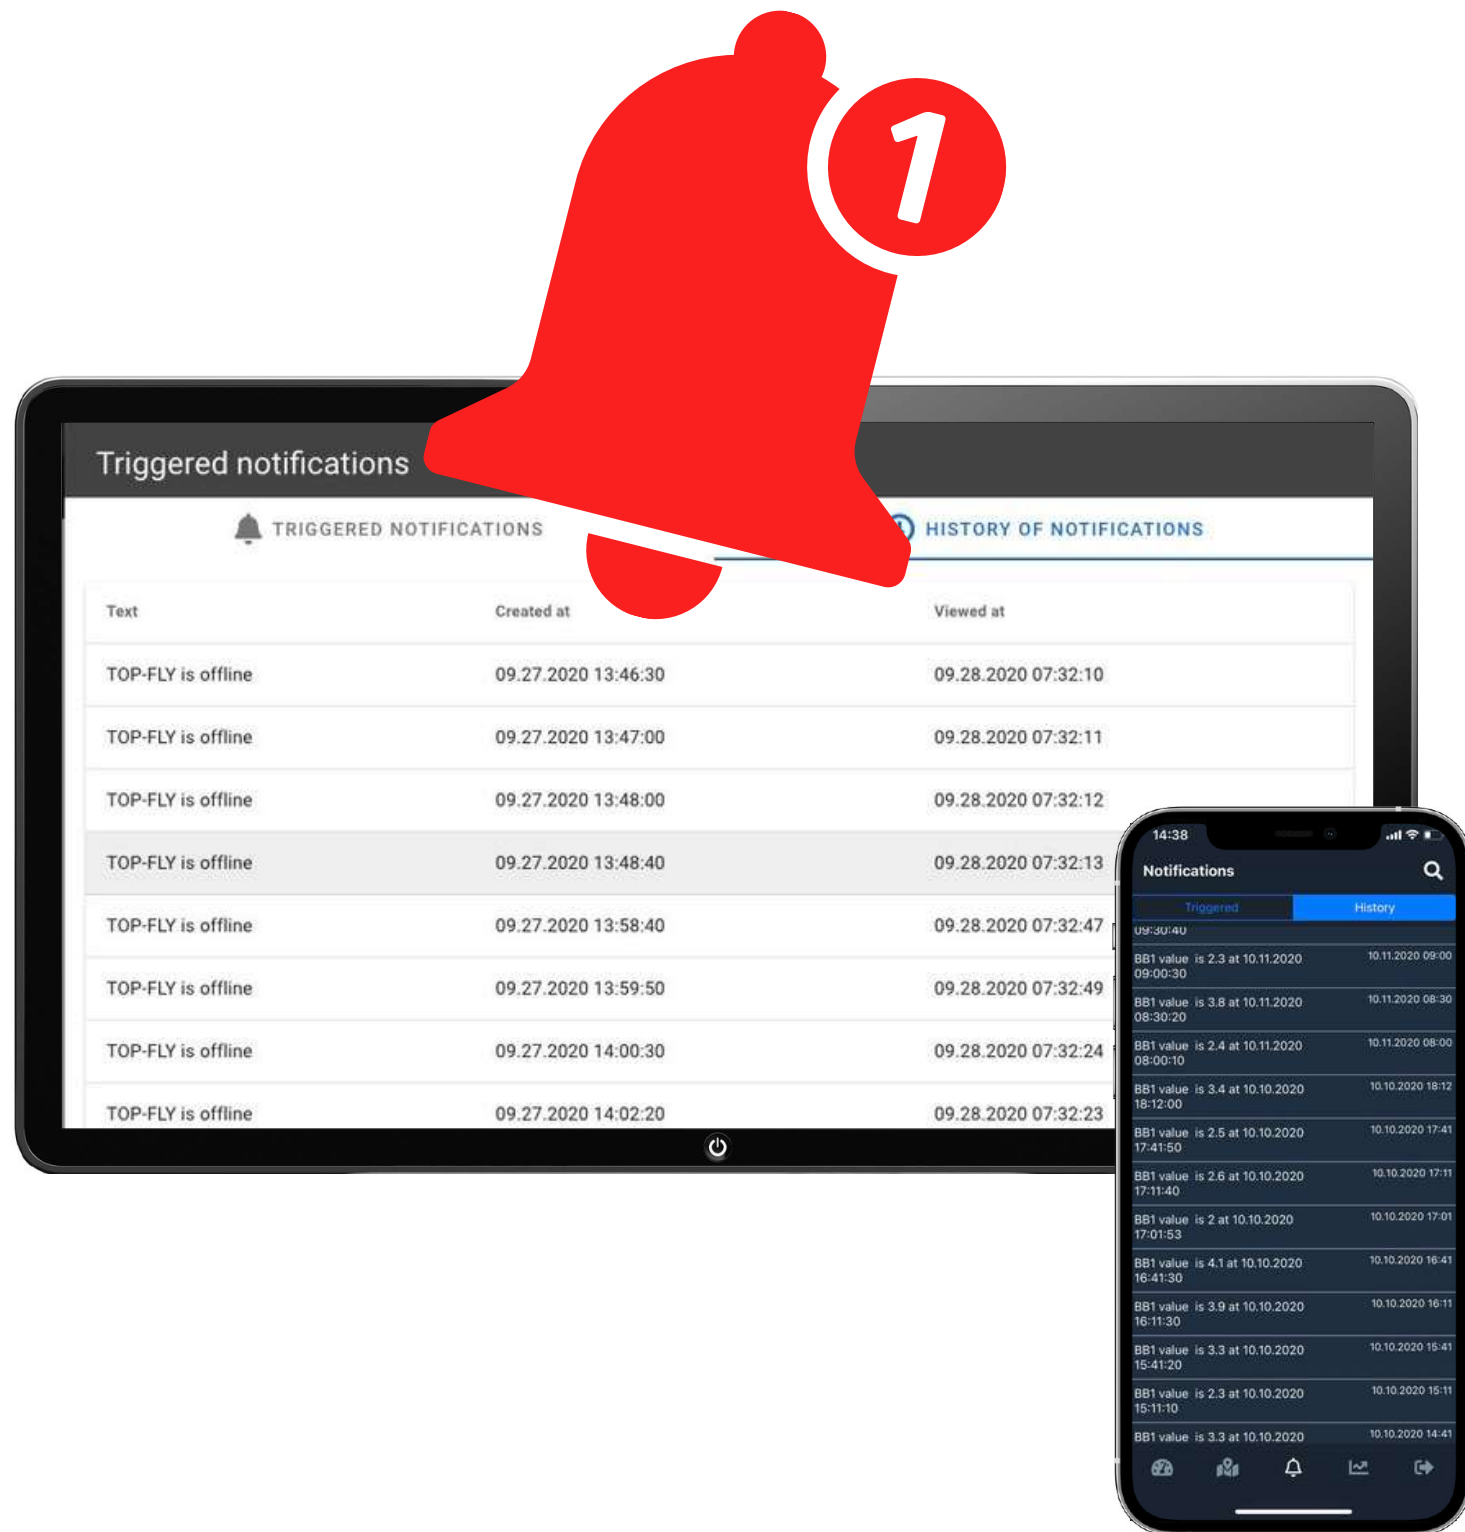 1
Triggered notifications
TRIGGERED NOTIFICATIONS
HISTORY OF NOTIFICATIONS
Text Created at Viewed at
TOP-FLY is offline 09.27.2020 13:46:30 09.28.2020 07:32:10
TOP-FLY is offline 09.27.2020 13:47:00 09.28.2020 07:32:11
TOP-FLY is offline 09.27.2020 13:48:00 09.28.2020 07:32:12
TOP-FLY is offline 09.27.2020 13:48:40 09.28.2020 07:32:13
TOP-FLY is offline 09.27.2020 13:58:40 09.28.2020 07:32:47
TOP-FLY is offline 09.27.2020 13:59:50 09.28.2020 07:32:49
TOP-FLY is offline 09.27.2020 14:00:30 09.28.2020 07:32:24
TOP-FLY is offline 09.27.2020 14:02:20 09.28.2020 07:32:23
14:38
Notifications
Triggered History
09:30:40
BB1 value is 2.3 at 10.11.2020 10.11.2020 09:00
09:00:30
BB1 value is 3.8 at 10.11.2020 10.11.2020 08:30
08:30:20
BB1 value is 2.4 at 10.11.2020 10.11.2020 08:00
08:00:10
BB1 value is 3.4 at 10.10.2020 10.10.2020 18:12
18:12:00
BB1 value is 2.5 at 10.10.2020 10.10.2020 17:41
17:41:50
BB1 value is 2.6 at 10.10.2020 10.10.2020 17:11
17:11:40
BB1 value is 2 at 10.10.2020 10.10.2020 17:01
17:01:53
BB1 value is 4.1 at 10.10.2020 10.10.2020 16:41
16:41:30
BB1 value is 3.9 at 10.10.2020 10.10.2020 16:11
16:11:30
BB1 value is 3.3 at 10.10.2020 10.10.2020 15:41
15:41:20
BB1 value is 2.3 at 10.10.2020 10.10.2020 15:11
15:11:10
BB1 value is 3.3 at 10.10.2020 10.10.2020 14:41